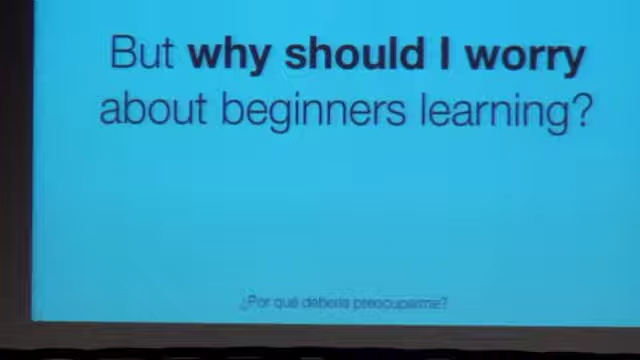 But why should I worry
about beginners learning?
¿Por qué debería preocuparme?